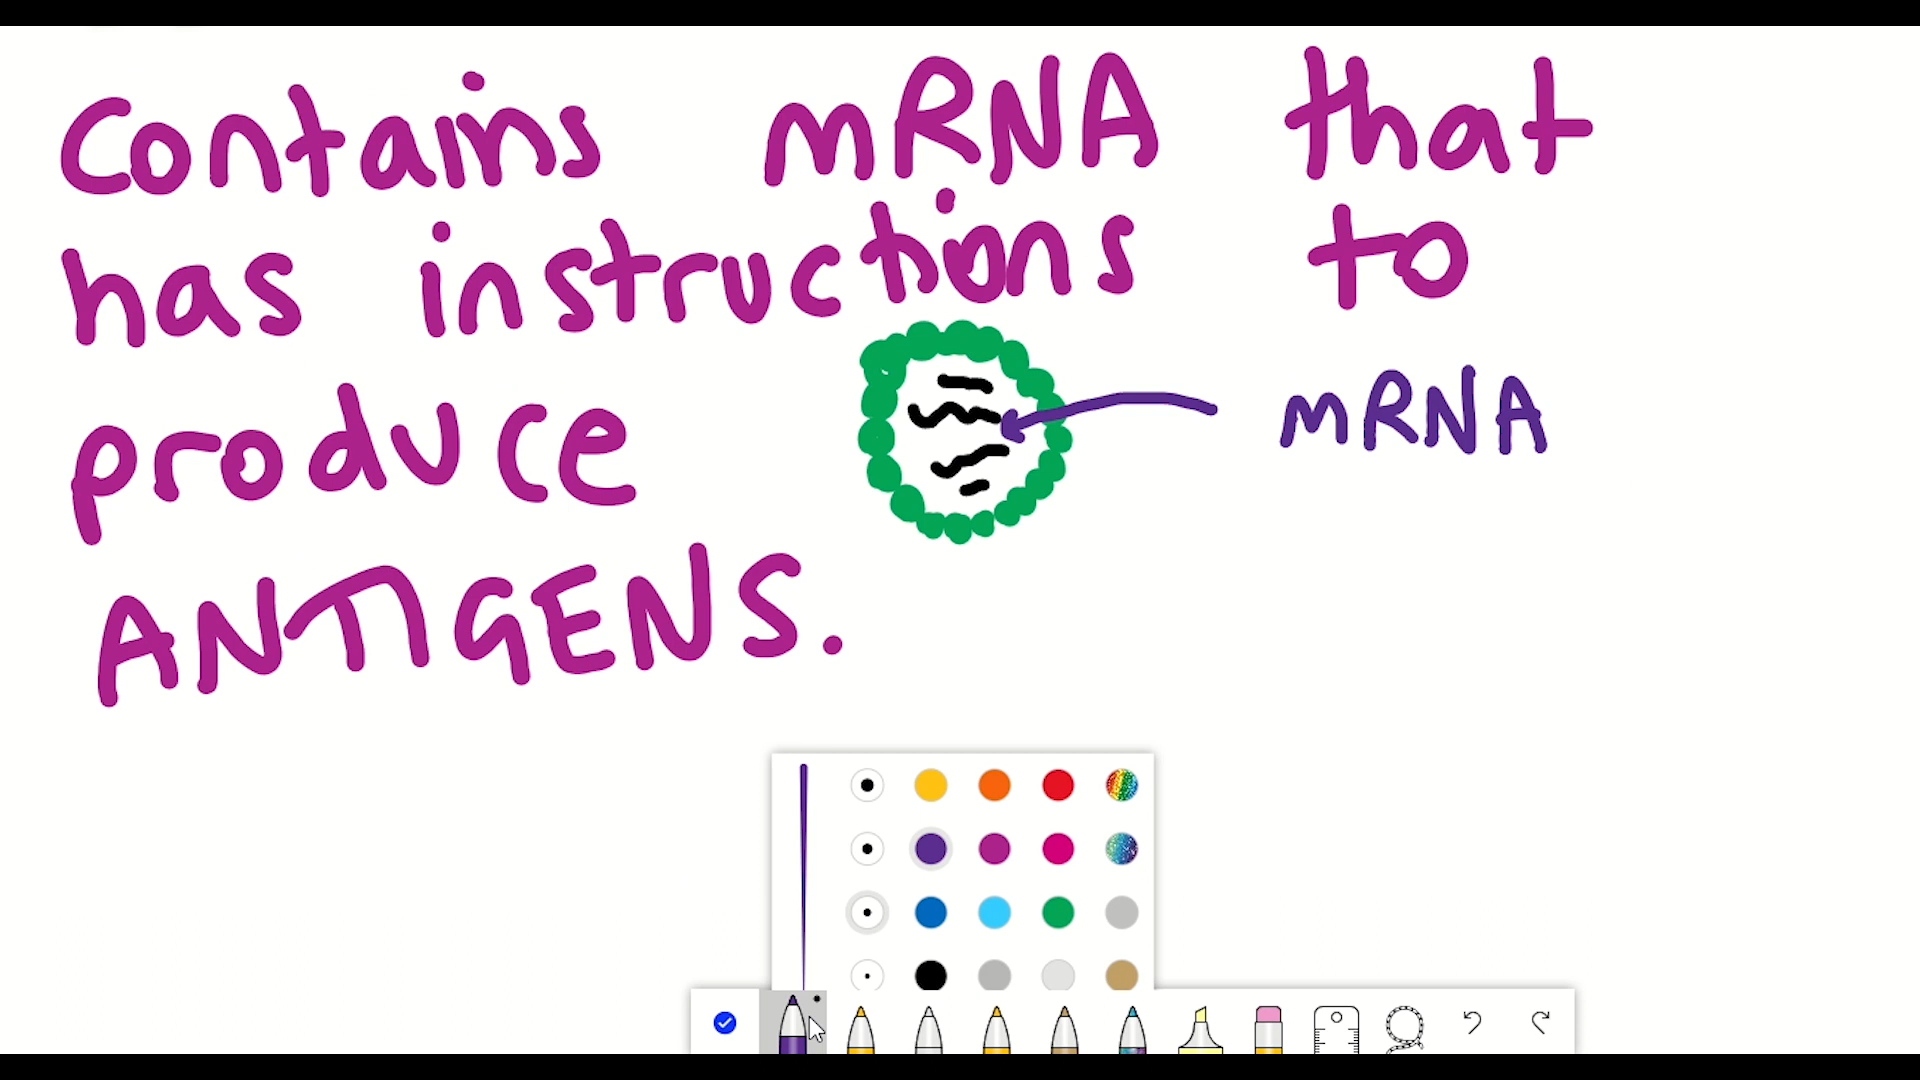 Contains mRNA that
has instructions to
produce
mRNA
ANTIGENS.